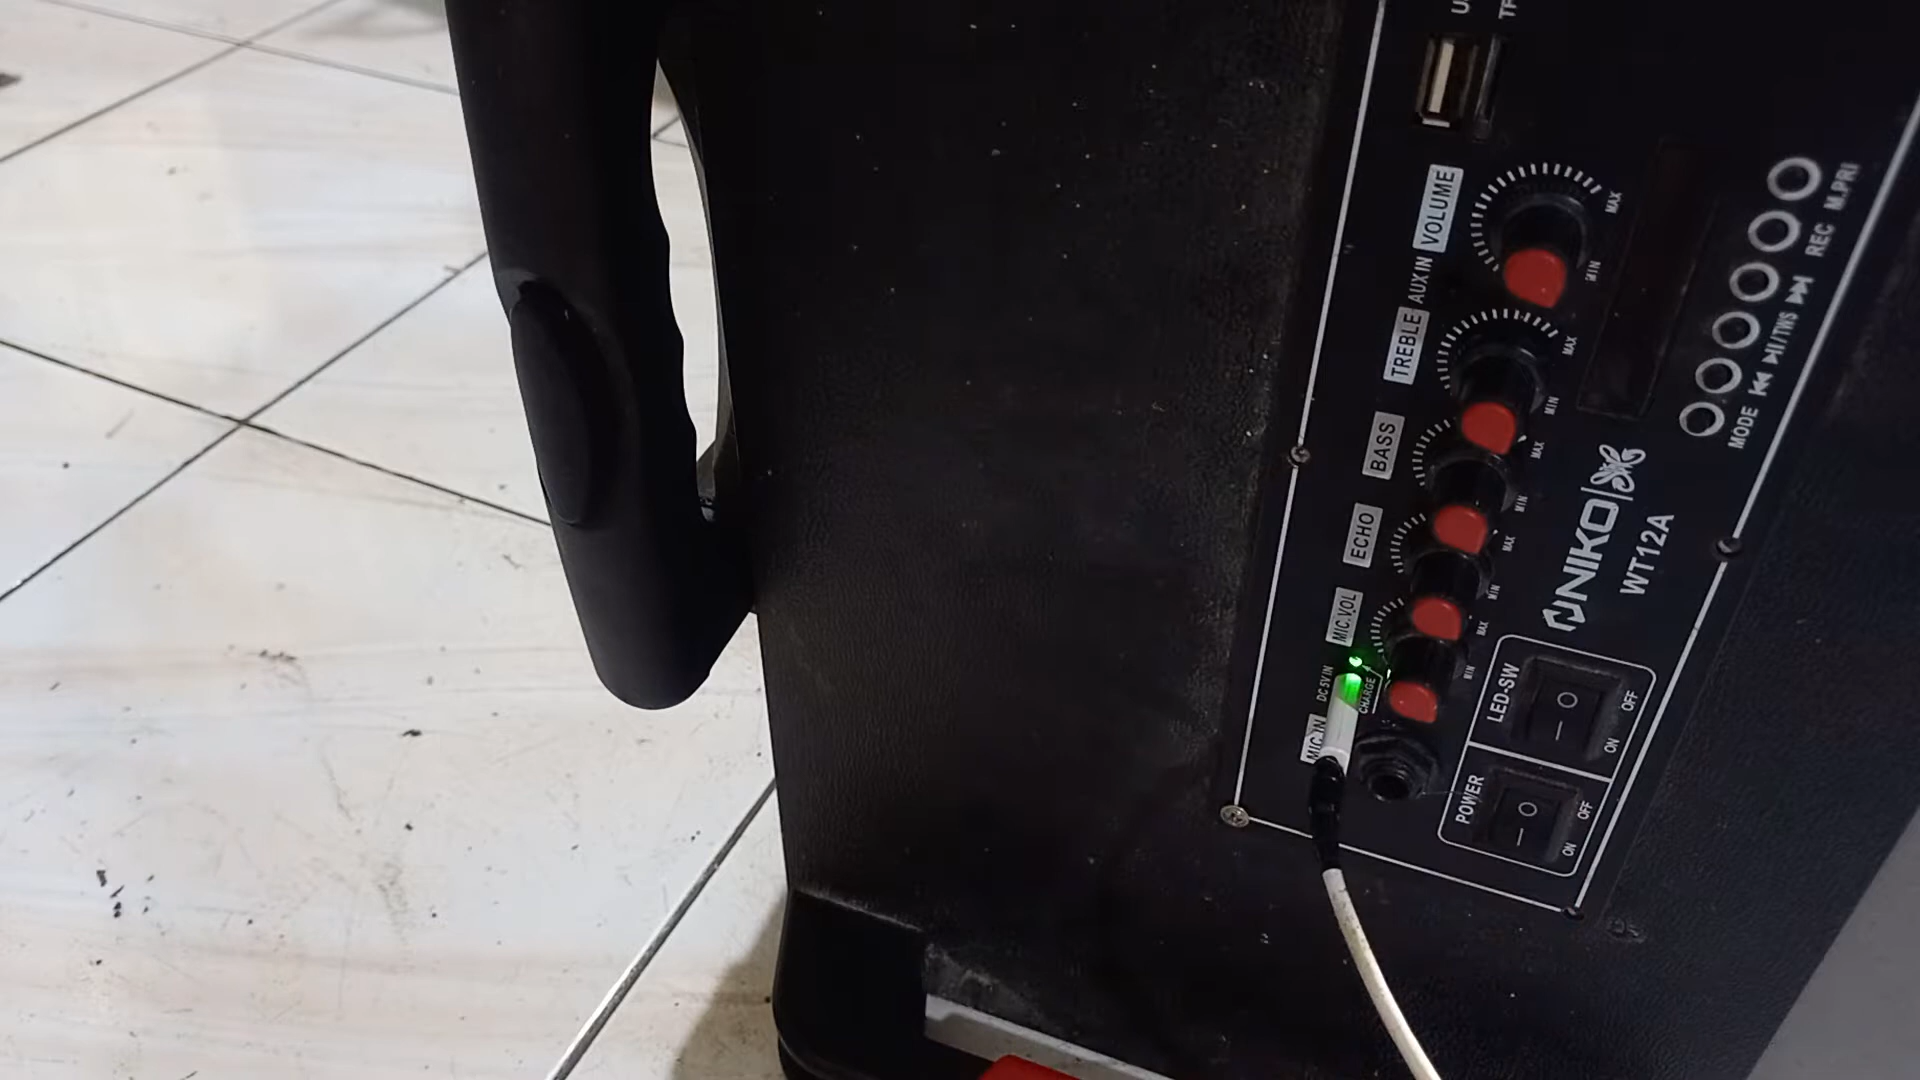 VOLUME
MAX
MIN
AUX IN
TREBLE
MAX
MIN
BASS
MAX
MIN
ECHO
MAX
MIN
MIC.VOL
MAX
MIN
DC 5V IN
CHARGE
MIC.IN
M.PRI
REC
/TWS
MODE
NIKO
WT12A
LED-SW
OFF
ON
POWER
OFF
ON